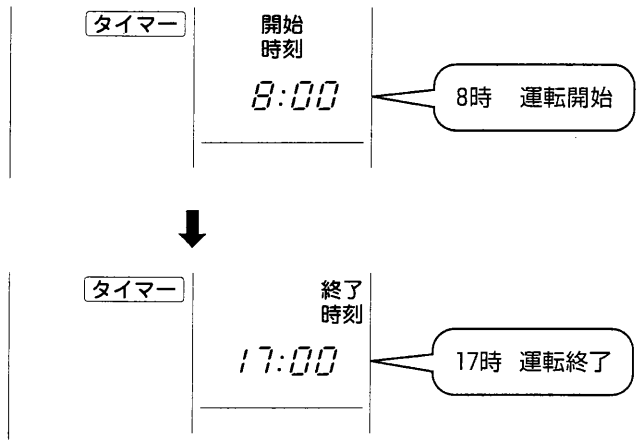 タイマー
開始
時刻
8:00
8時 運転開始
タイマー
終了
時刻
17:00
17時 運転終了